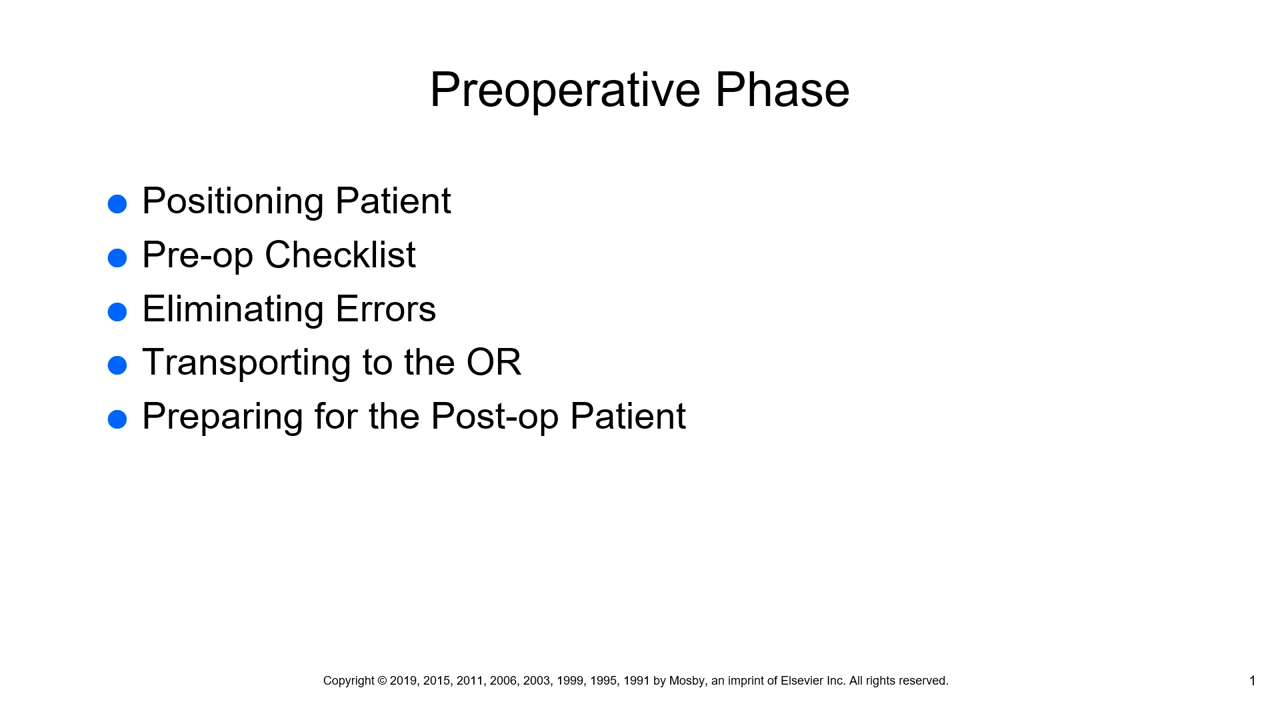 Preoperative Phase
● Positioning Patient
● Pre-op Checklist
● Eliminating Errors
● Transporting to the OR
● Preparing for the Post-op Patient
Copyright © 2019, 2015, 2011, 2006, 2003, 1999, 1995, 1991 by Mosby, an imprint of Elsevier Inc. All rights reserved.
1